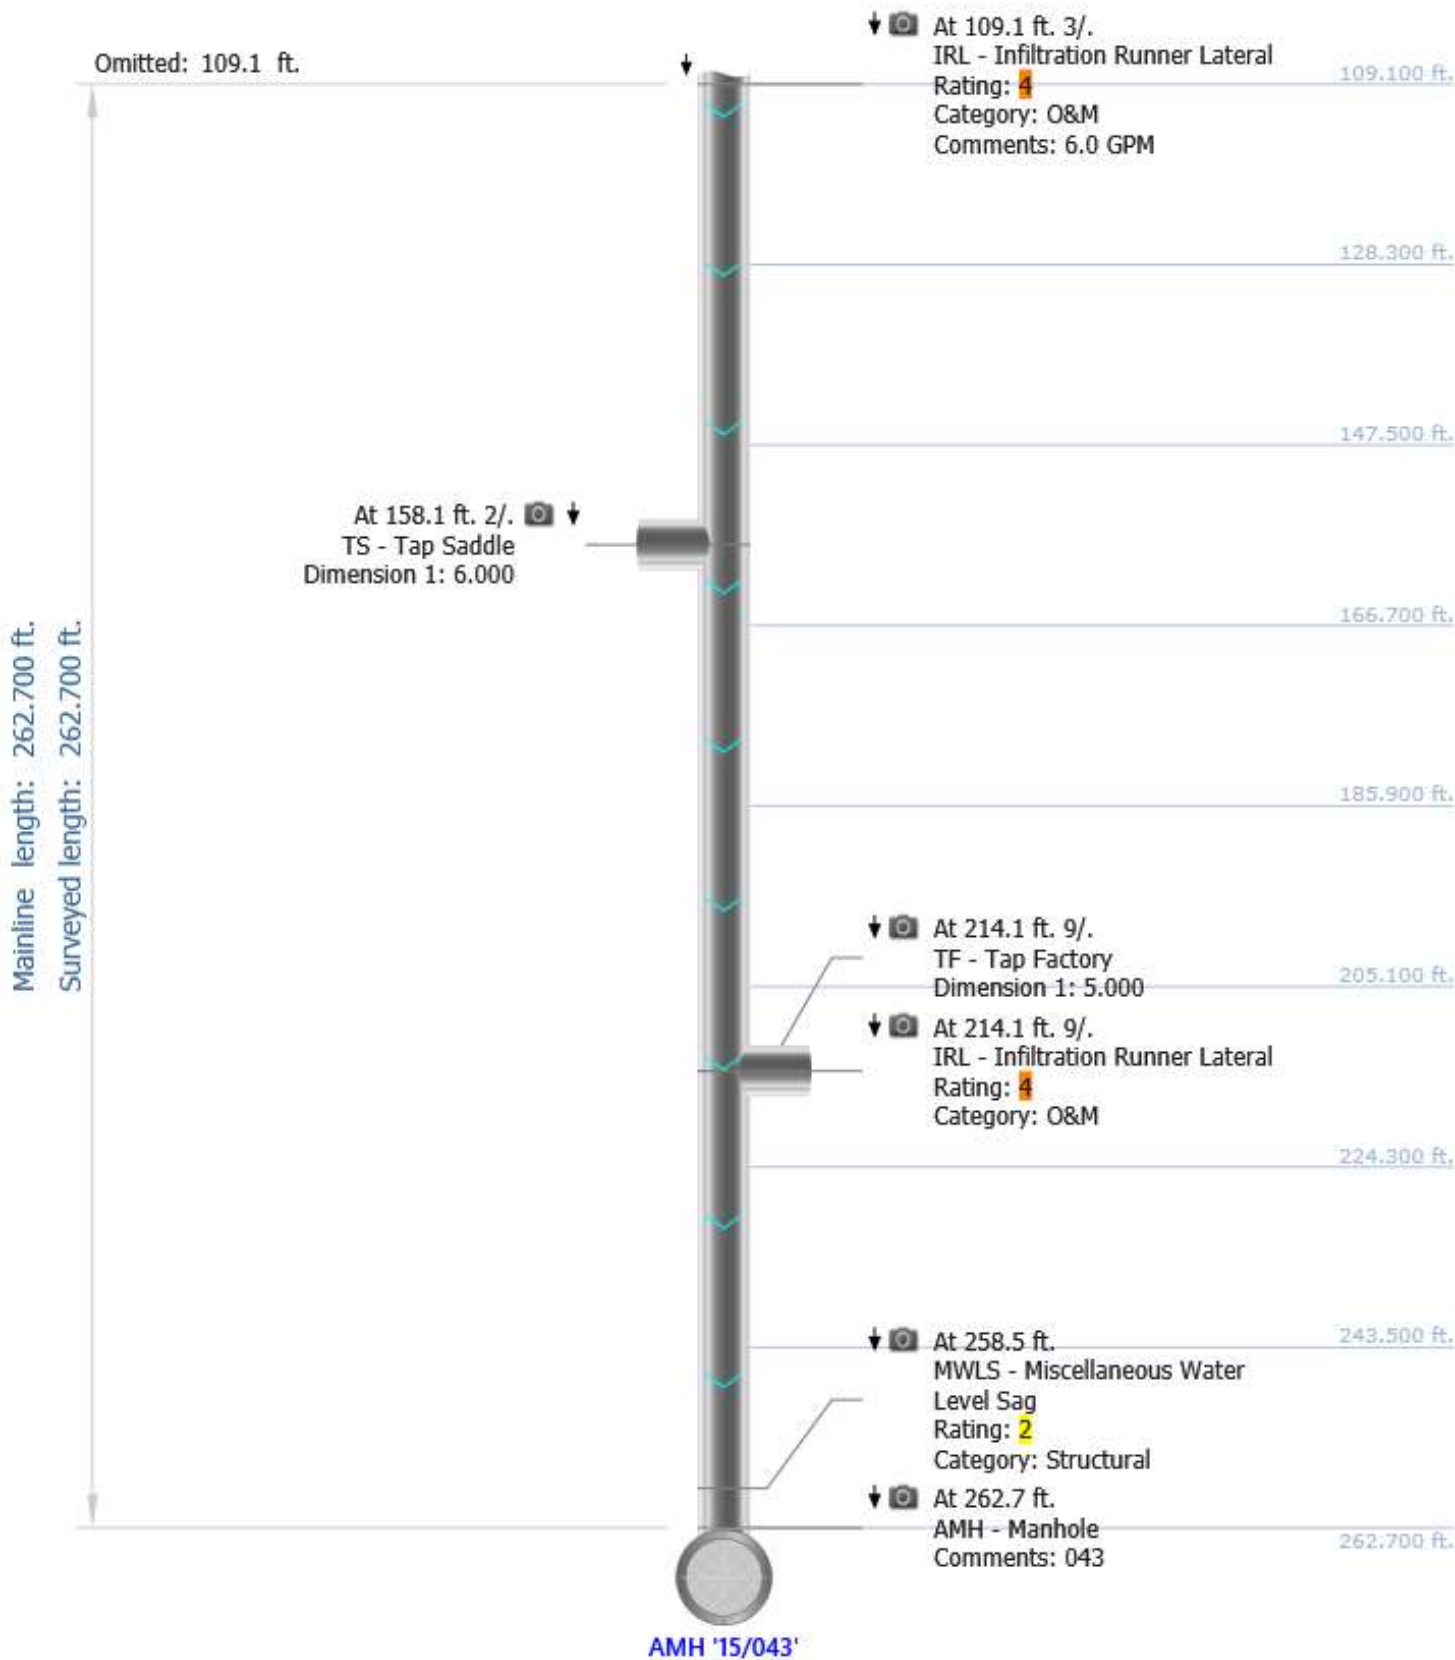 At 109.1 ft. 3/.
IRL - Infiltration Runner Lateral
Rating: 4
Category: O&M
Comments: 6.0 GPM
Omitted: 109.1 ft.
109.100 ft.
128.300 ft.
147.500 ft.
At 158.1 ft. 2/.
TS - Tap Saddle
Dimension 1: 6.000
166.700 ft.
Mainline length: 262.700 ft.
Surveyed length: 262.700 ft.
185.900 ft.
At 214.1 ft. 9/.
TF - Tap Factory
Dimension 1: 5.000
205.100 ft.
At 214.1 ft. 9/.
IRL - Infiltration Runner Lateral
Rating: 4
Category: O&M
224.300 ft.
243.500 ft.
At 258.5 ft.
MWLS - Miscellaneous Water
Level Sag
Rating: 2
Category: Structural
At 262.7 ft.
AMH - Manhole
Comments: 043
262.700 ft.
AMH '15/043'